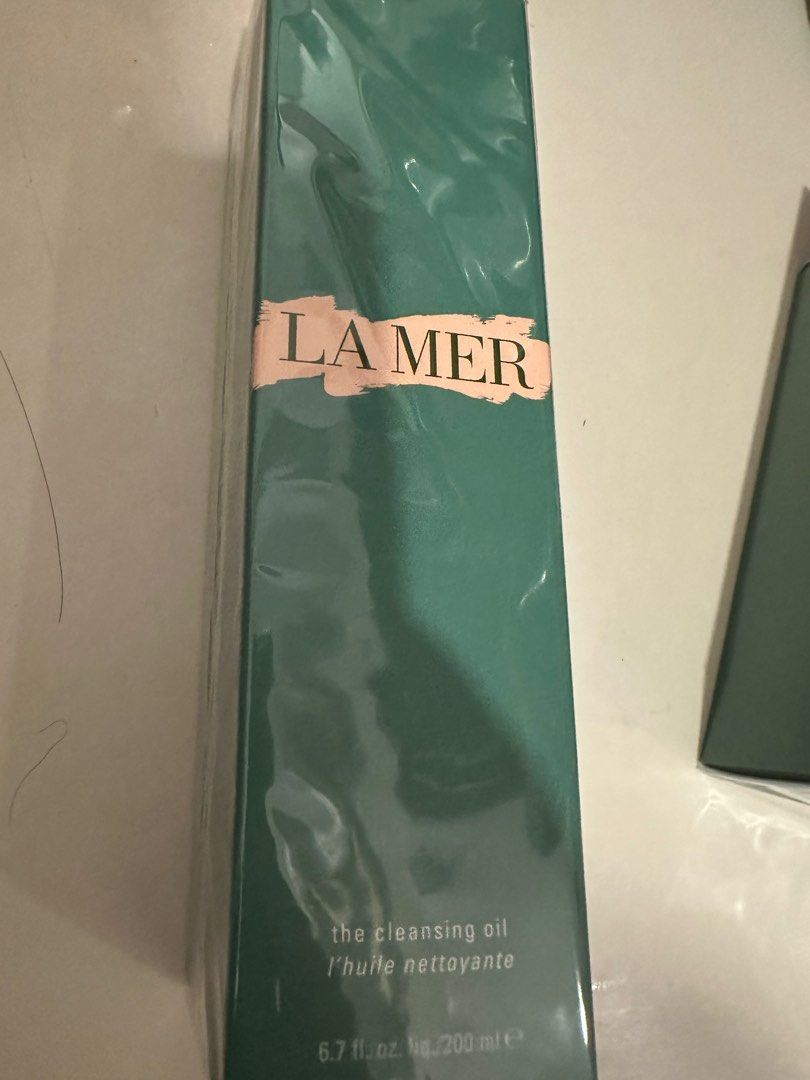 LA MER
the cleansing oil
l'huile nettoyante
6.7 fl. oz. liq./200 ml ℮